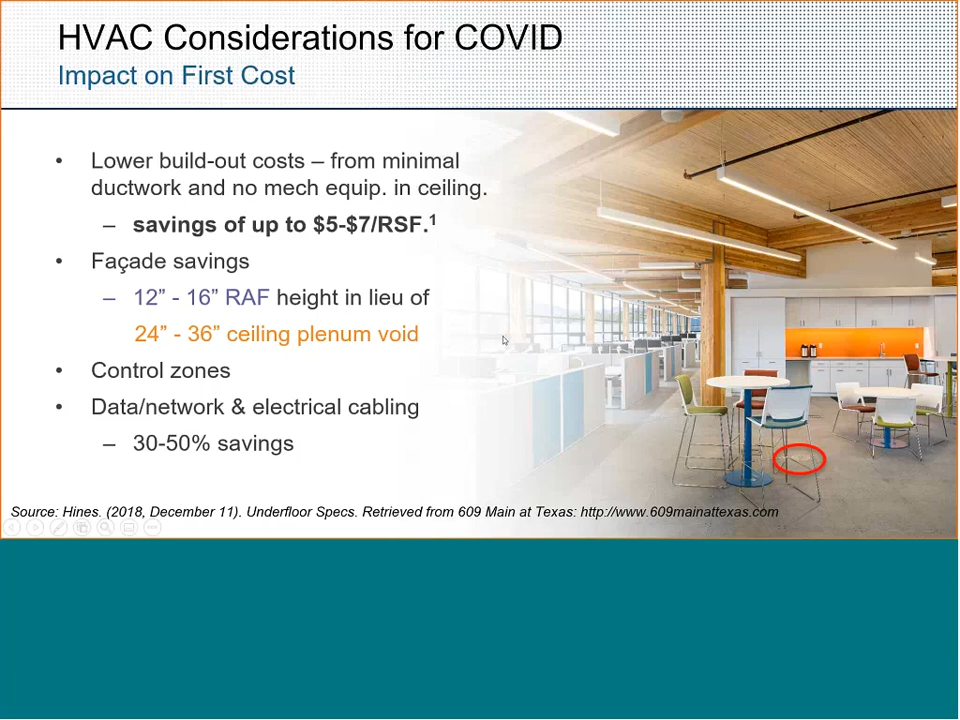 HVAC Considerations for COVID
Impact on First Cost
• Lower build-out costs – from minimal
ductwork and no mech equip. in ceiling.
– savings of up to $5-$7/RSF.¹
• Façade savings
– 12” - 16” RAF height in lieu of
24” - 36” ceiling plenum void
• Control zones
• Data/network & electrical cabling
– 30-50% savings
Source: Hines. (2018, December 11). Underfloor Specs. Retrieved from 609 Main at Texas: http://www.609mainattexas.com